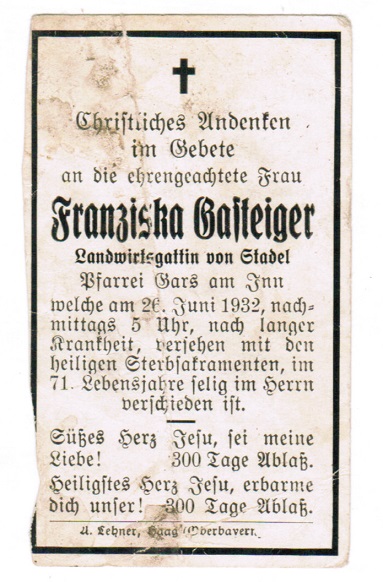 Christliches Andenken
im Gebete
an die ehrengeachtete Frau
Franziska Gasteiger
Landwirtsgattin von Stadel
Pfarrei Gars am Inn
welche am 26. Juni 1932, nach-
mittags 5 Uhr, nach langer
Krankheit, versehen mit den
heiligen Sterbsakramenten, im
71. Lebensjahre selig im Herrn
verschieden ist.
Süßes Herz Jesu, sei meine
Liebe! 300 Tage Ablaß.
Heiligstes Herz Jesu, erbarme
dich unser! 300 Tage Ablaß.
A. Lehner, Haag Oberbayern